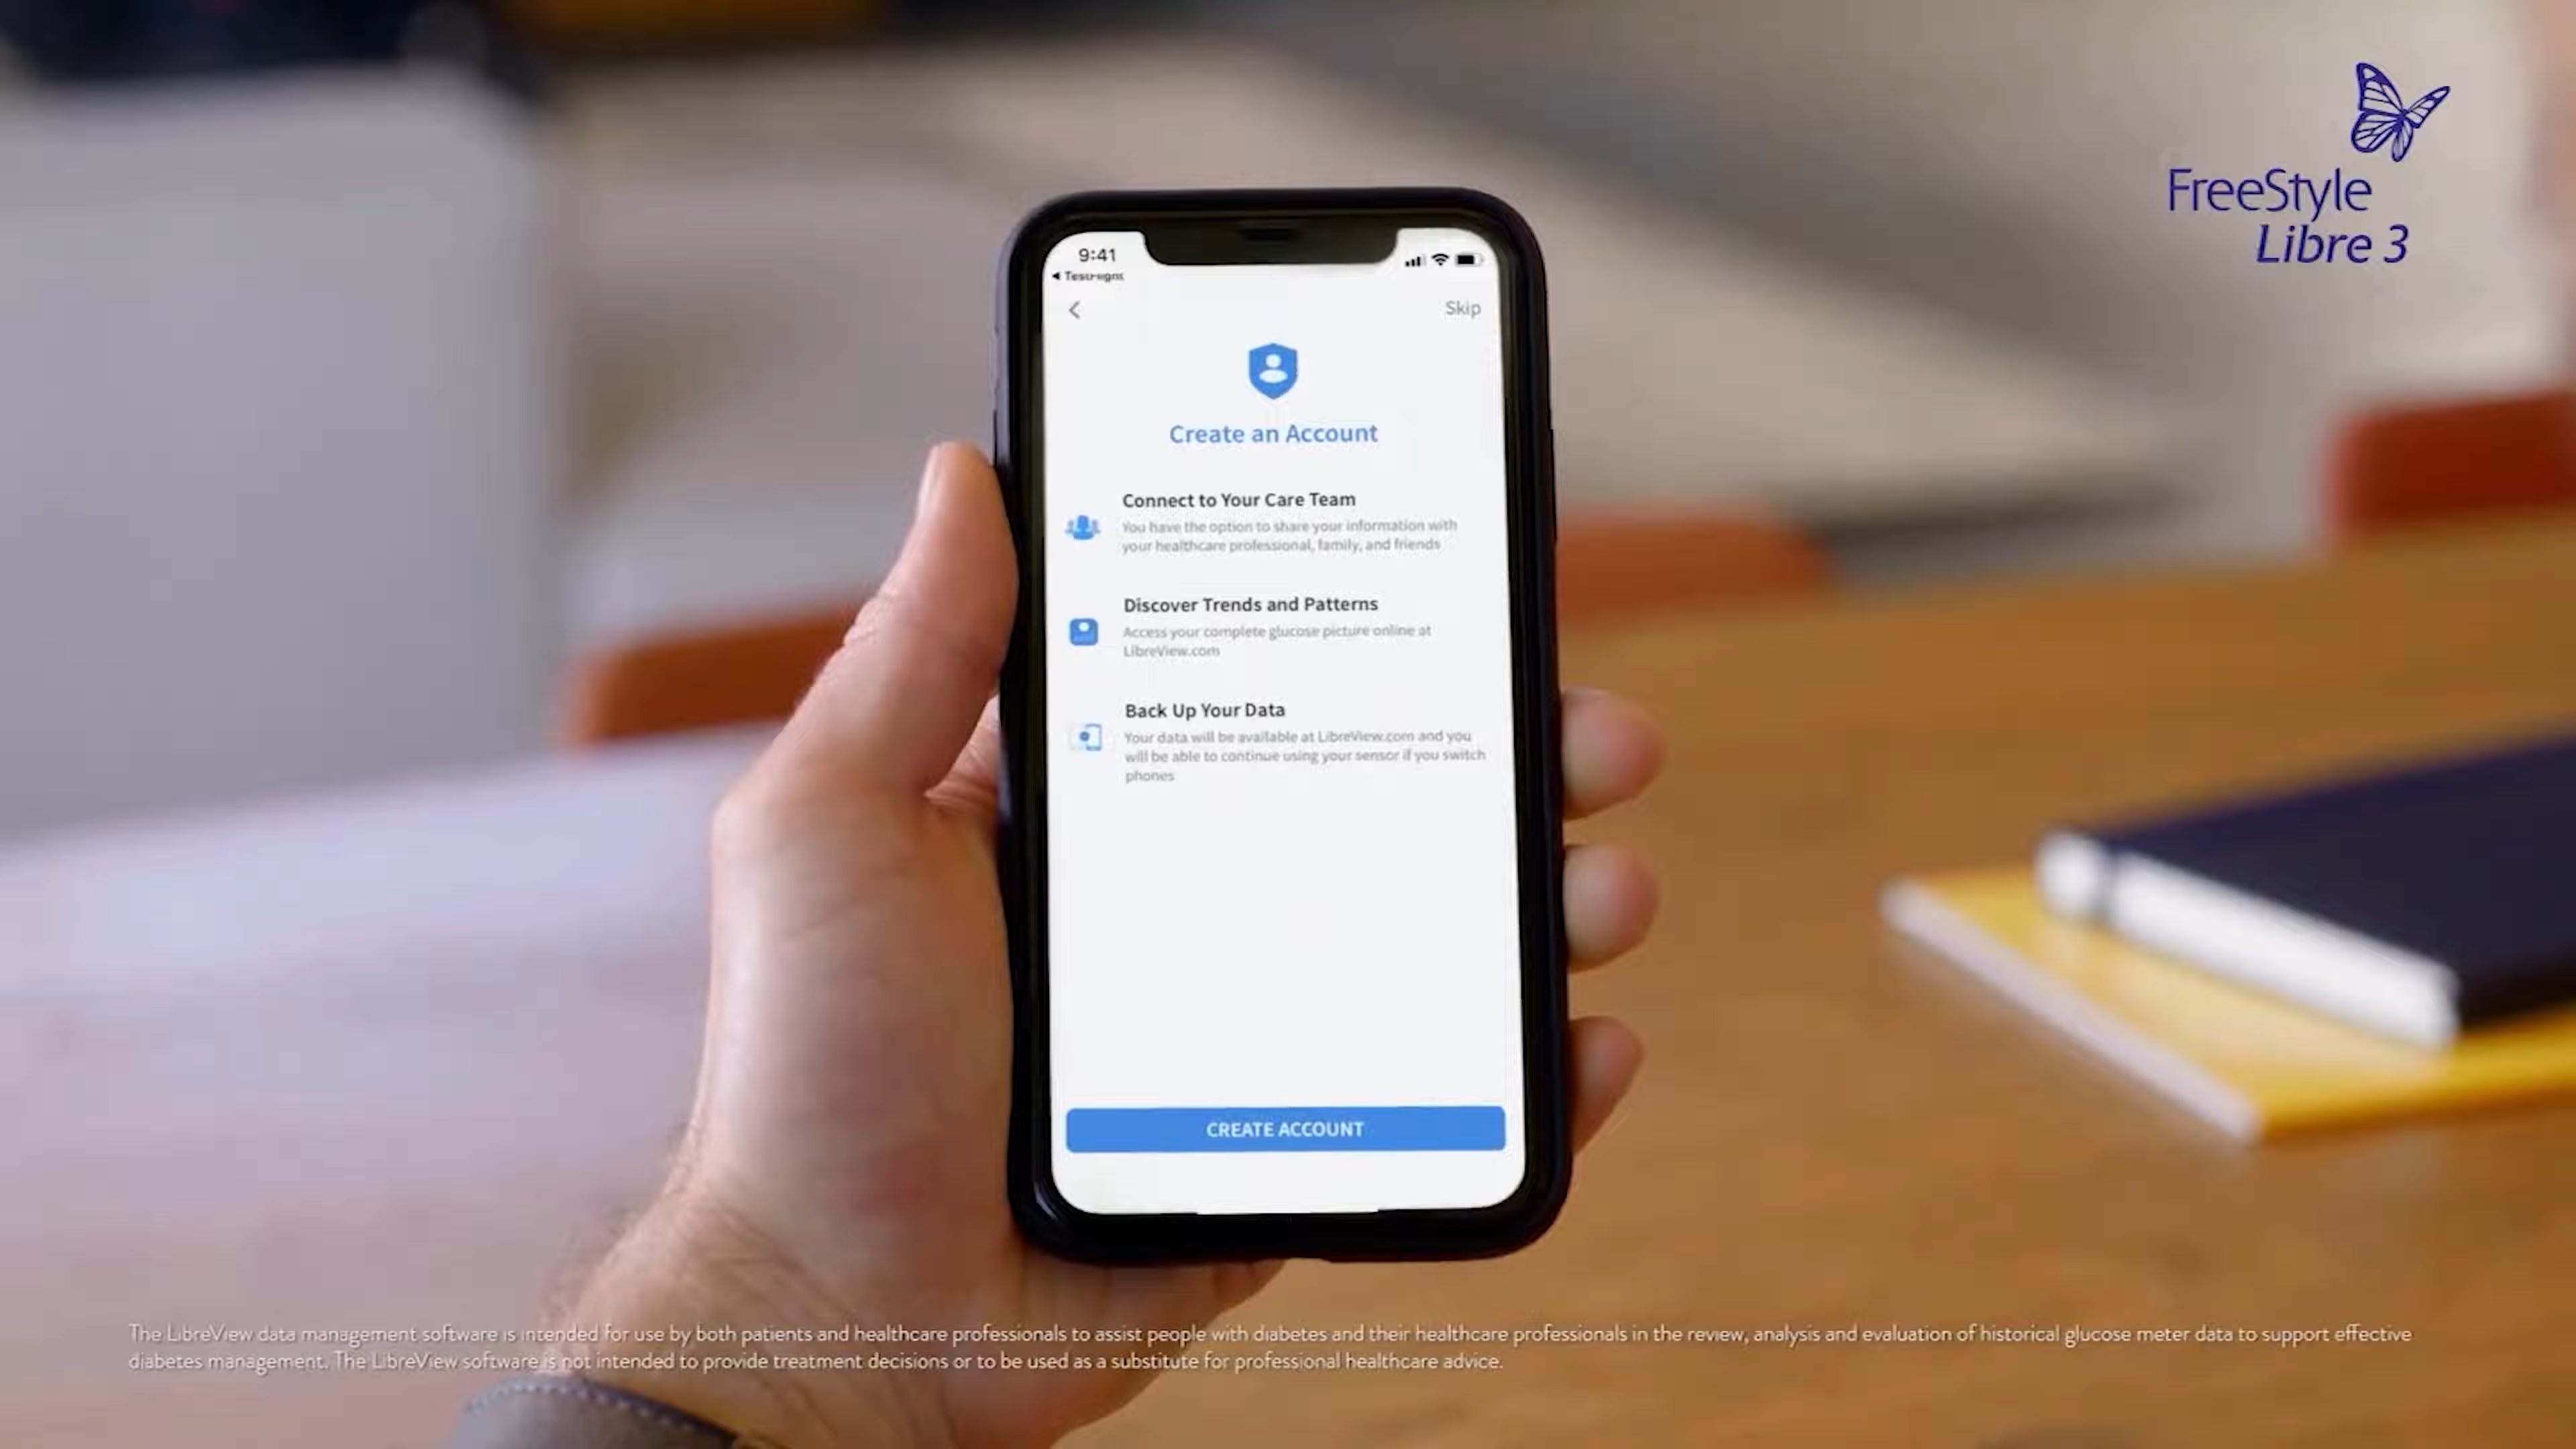 FreeStyle
Libre 3
9:41
Skip
Create an Account
Connect to Your Care Team
You have the option to share your information with
your healthcare professional, family, and friends
Discover Trends and Patterns
Access your complete glucose picture online at
LibreView.com
Back Up Your Data
Your data will be available at LibreView.com and you
will be able to continue using your sensor if you switch
phones
CREATE ACCOUNT
The LibreView data management software is intended for use by both patients and healthcare professionals to assist people with diabetes and their healthcare professionals in the review, analysis and evaluation of historical glucose meter data to support effective
diabetes management. The LibreView software is not intended to provide treatment decisions or to be used as a substitute for professional healthcare advice.